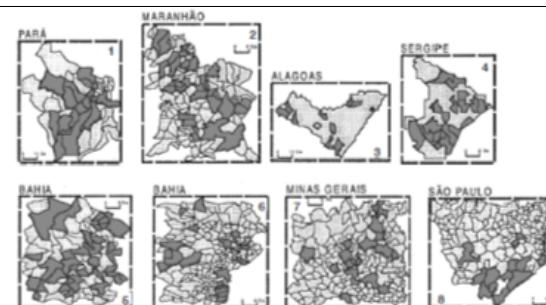 PARÁ
1
MARANHÃO
2
ALAGOAS
3
SERGIPE
4
BAHIA
5
BAHIA
6
MINAS GERAIS
7
SÃO PAULO
8